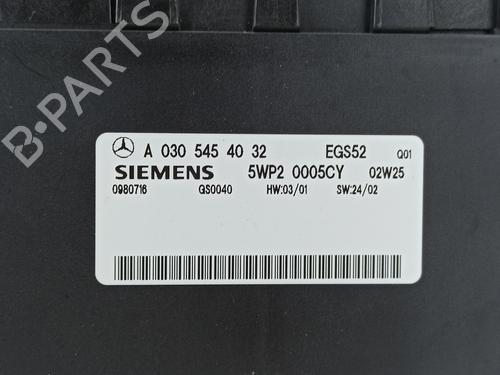 A 030 545 40 32 EGS52 Q01
SIEMENS 5WP2 0005CY 02W25
0980716 GS0040 HW:03/01 SW:24/02
B-PARTS